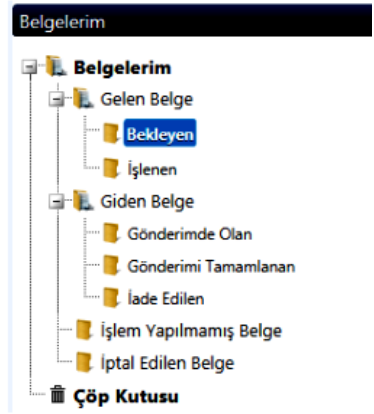 Belgelerim
Belgelerim
Gelen Belge
Bekleyen
İşlenen
Giden Belge
Gönderimde Olan
Gönderimi Tamamlanan
İade Edilen
İşlem Yapılmamış Belge
İptal Edilen Belge
Çöp Kutusu